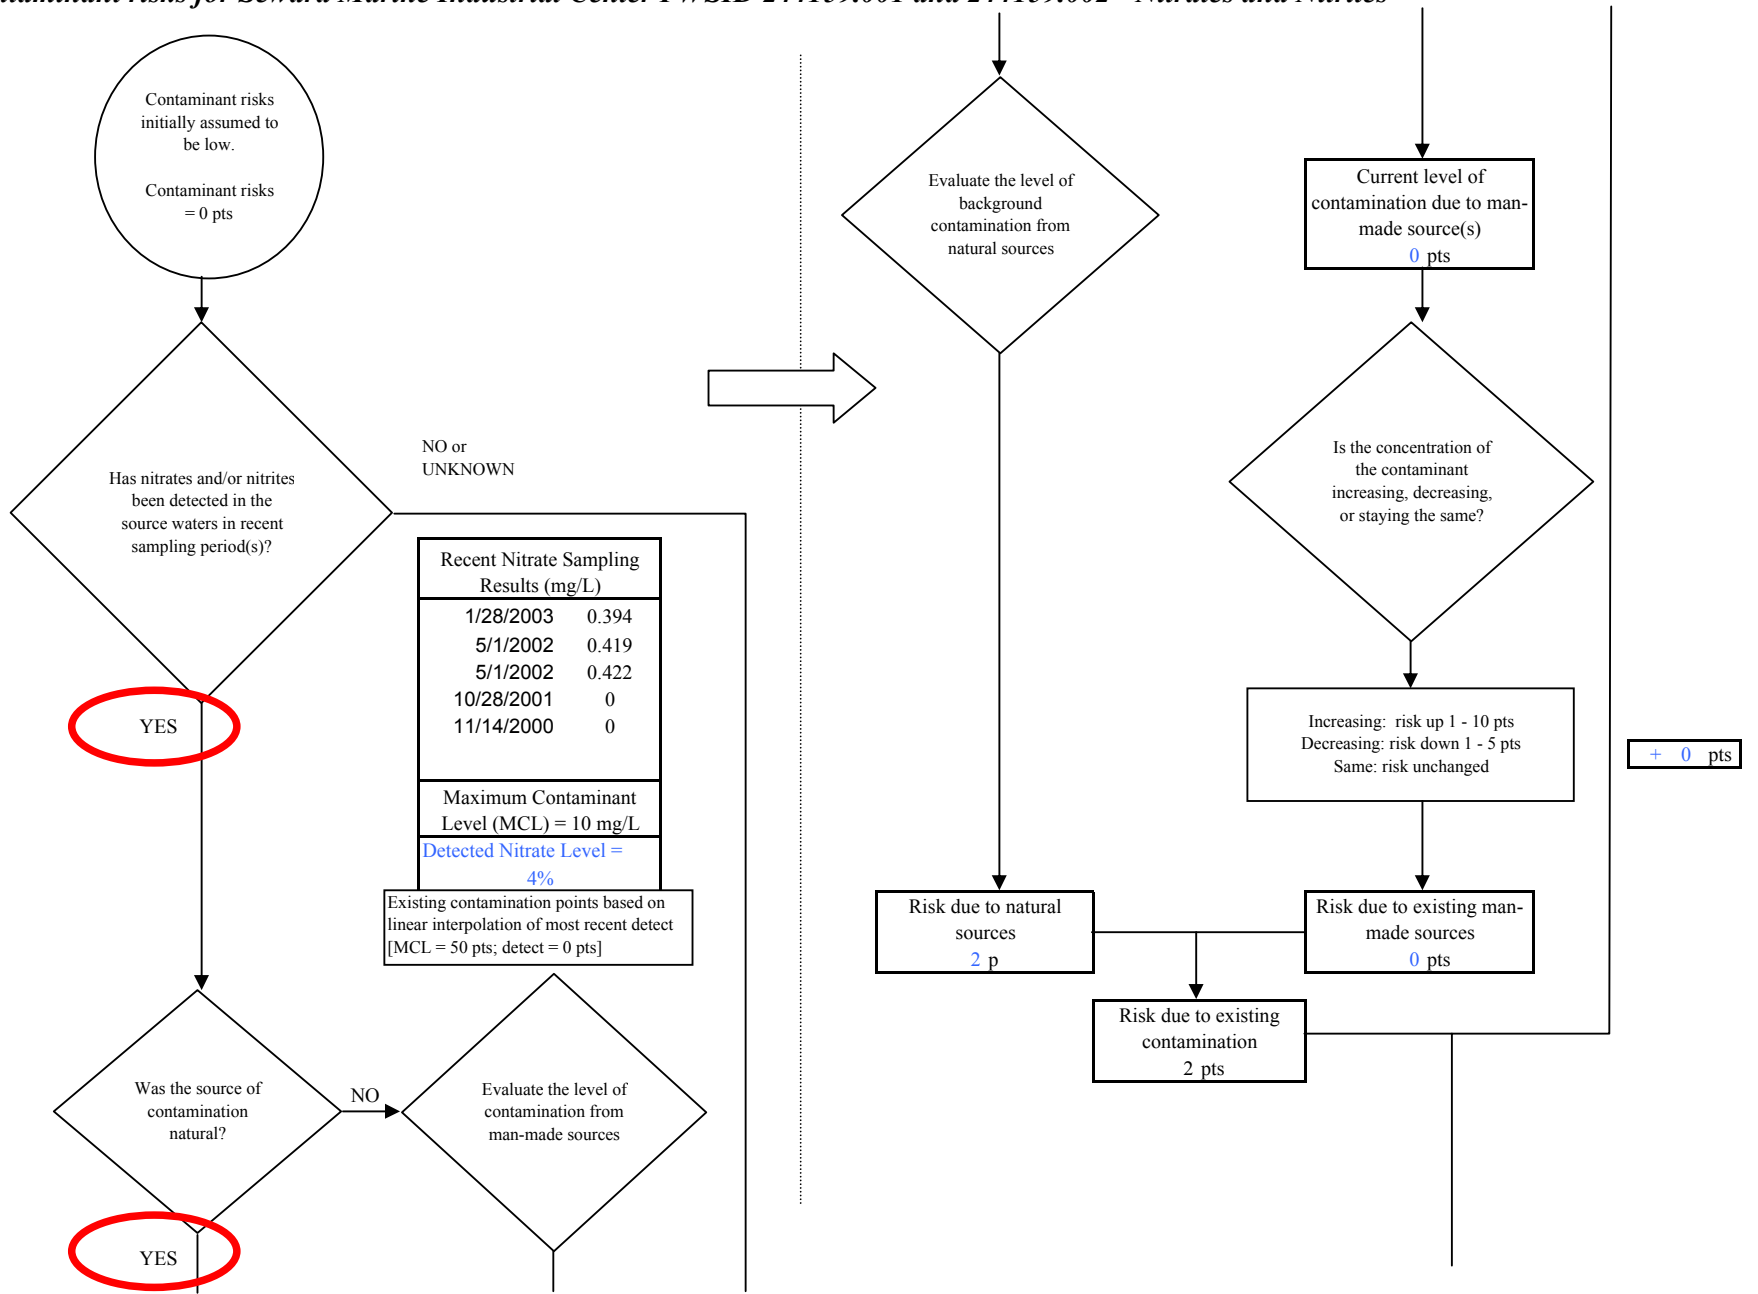 Contaminant risks
initially assumed to
be low.
Contaminant risks
= 0 pts
Has nitrates and/or nitrites
been detected in the
source waters in recent
sampling period(s)?
NO or
UNKNOWN
YES
Recent Nitrate Sampling
Results (mg/L)
1/28/2003 0.394
5/1/2002 0.419
5/1/2002 0.422
10/28/2001 0
11/14/2000 0
Maximum Contaminant
Level (MCL) = 10 mg/L
Detected Nitrate Level =
4%
Existing contamination points based on
linear interpolation of most recent detect
[MCL = 50 pts; detect = 0 pts]
Was the source of
contamination
natural?
NO
Evaluate the level of
contamination from
man-made sources
YES
Evaluate the level of
background
contamination from
natural sources
Current level of
contamination due to man-
made source(s)
0 pts
Is the concentration of
the contaminant
increasing, decreasing,
or staying the same?
Increasing: risk up 1 - 10 pts
Decreasing: risk down 1 - 5 pts
Same: risk unchanged
+ 0 pts
Risk due to natural
sources
2 p
Risk due to existing man-
made sources
0 pts
Risk due to existing
contamination
2 pts